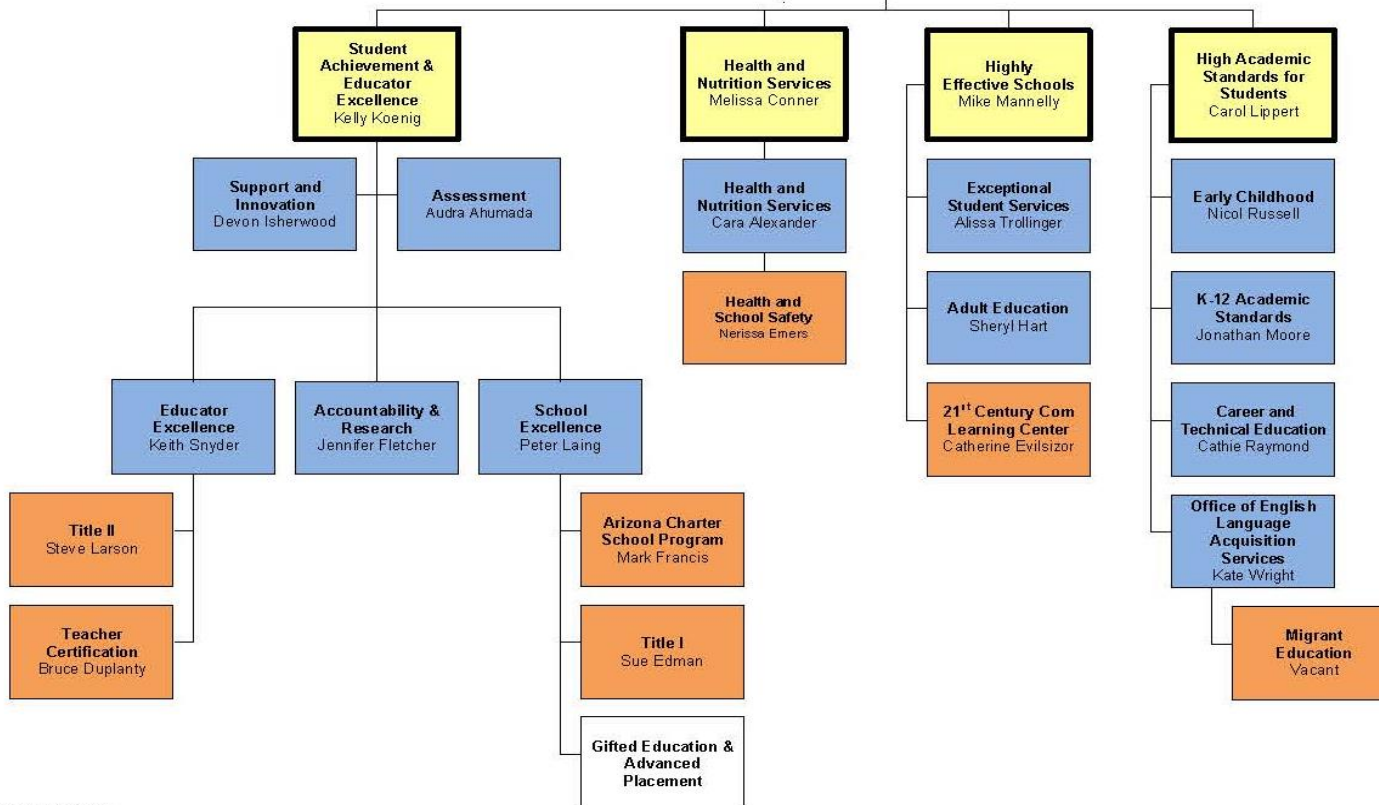 Student
Achievement &
Educator
Excellence
Kelly Koenig
Health and
Nutrition Services
Melissa Conner
Highly
Effective Schools
Mike Mannelly
High Academic
Standards for
Students
Carol Lippert
Support and
Innovation
Devon Isherwood
Assessment
Audra Ahumada
Health and
Nutrition Services
Cara Alexander
Exceptional
Student Services
Alissa Trollinger
Early Childhood
Nicol Russell
Health and
School Safety
Nerissa Emers
Adult Education
Sheryl Hart
K-12 Academic
Standards
Jonathan Moore
Educator
Excellence
Keith Snyder
Accountability &
Research
Jennifer Fletcher
School
Excellence
Peter Laing
21st Century Com
Learning Center
Catherine Evilsizor
Career and
Technical Education
Cathie Raymond
Title II
Steve Larson
Arizona Charter
School Program
Mark Francis
Office of English
Language
Acquisition
Services
Kate Wright
Teacher
Certification
Bruce Duplanty
Title I
Sue Edman
Migrant
Education
Vacant
Gifted Education &
Advanced
Placement